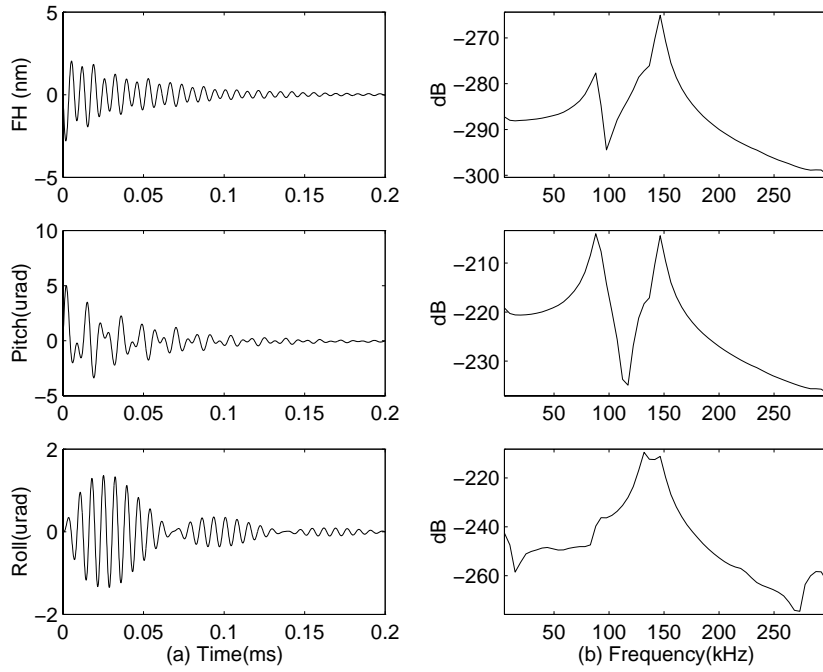 5
0
−5
FH (nm)
0 0.05 0.1 0.15 0.2
−270
−280
−290
−300
dB
50 100 150 200 250
10
5
0
−5
Pitch(urad)
0 0.05 0.1 0.15 0.2
−210
−220
−230
dB
50 100 150 200 250
2
0
−2
Roll(urad)
0 0.05 0.1 0.15 0.2
(a) Time(ms)
−220
−240
−260
dB
50 100 150 200 250
(b) Frequency(kHz)